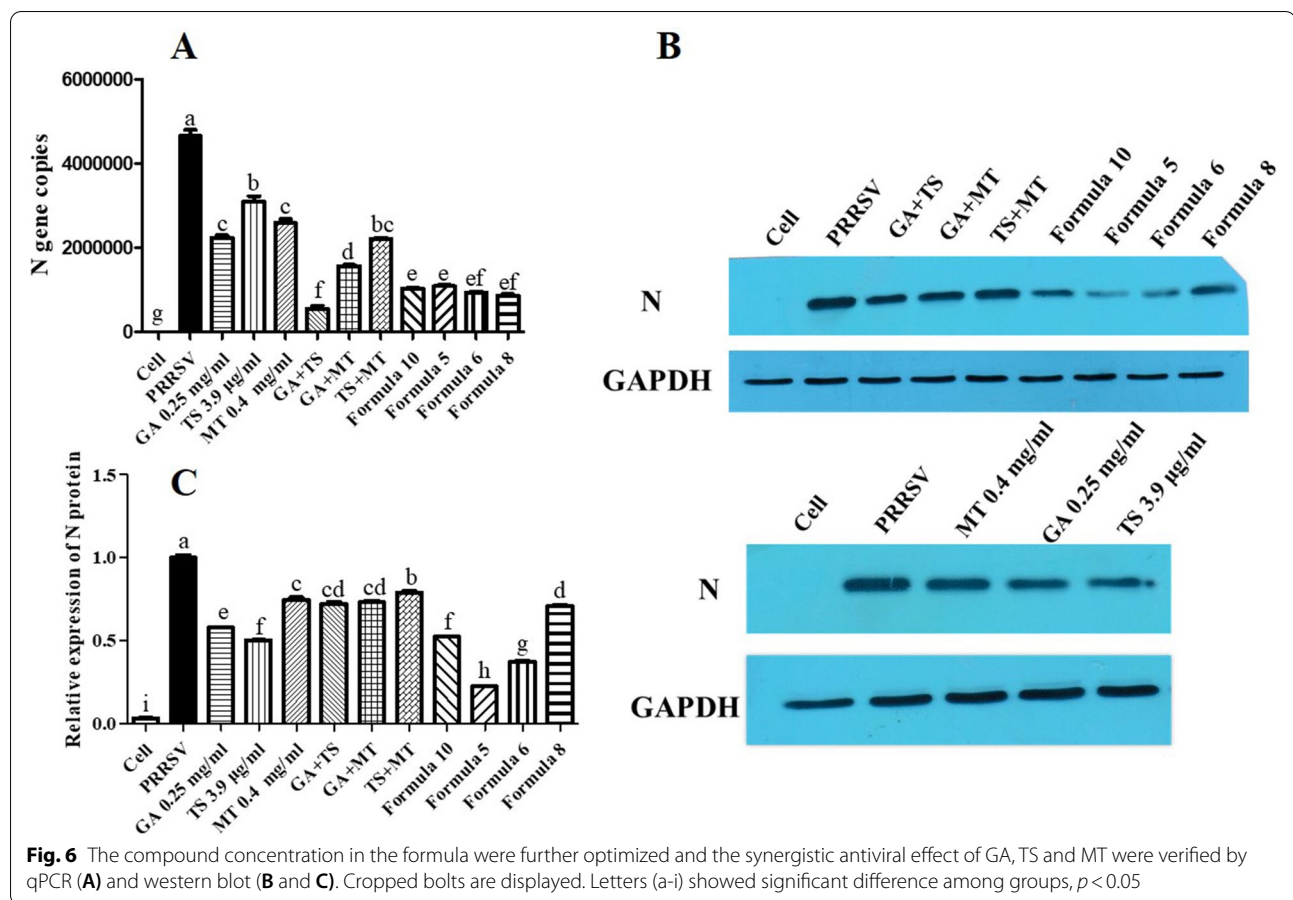 A
N gene copies
6000000
4000000
2000000
0
g
a
c
b
c
f
d
bc
e
e
ef
ef
Cell
PRRSV
GA 0.25 mg/ml
TS 3.9 µg/ml
MT 0.4 mg/ml
GA+TS
GA+MT
TS+MT
Formula 10
Formula 5
Formula 6
Formula 8
B
Cell
PRRSV
GA+TS
GA+MT
TS+MT
Formula 10
Formula 5
Formula 6
Formula 8
N
GAPDH
C
Relative expression of N protein
1.5
1.0
0.5
0.0
i
a
e
f
c
cd
cd
b
f
h
g
d
Cell
PRRSV
GA 0.25 mg/ml
TS 3.9 µg/ml
MT 0.4 mg/ml
GA+TS
GA+MT
TS+MT
Formula 10
Formula 5
Formula 6
Formula 8
Cell
PRRSV
MT 0.4 mg/ml
GA 0.25 mg/ml
TS 3.9 µg/ml
N
GAPDH
Fig. 6 The compound concentration in the formula were further optimized and the synergistic antiviral effect of GA, TS and MT were verified by
qPCR (A) and western blot (B and C). Cropped bolts are displayed. Letters (a-i) showed significant difference among groups, p < 0.05